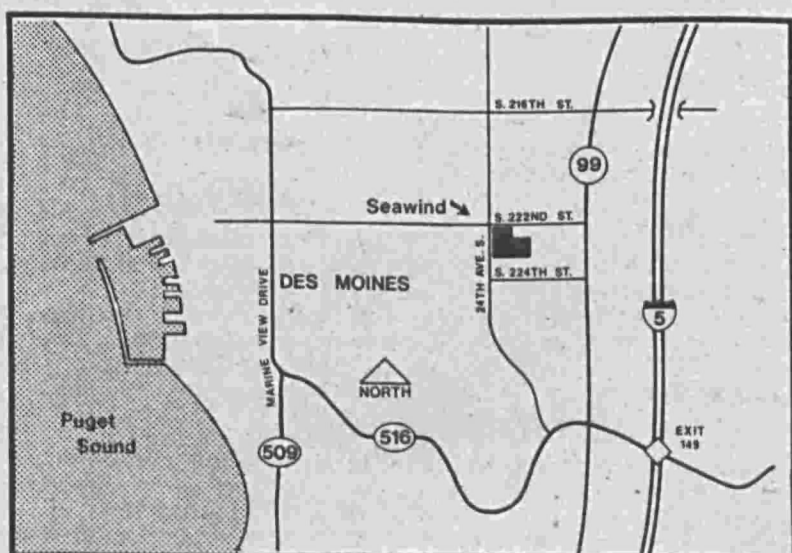 S. 216TH ST.
99
Seawind
S. 222ND ST.
24TH AVE. S.
S. 224TH ST.
DES MOINES
MARINE VIEW DRIVE
5
NORTH
Puget
Sound
509
516
EXIT
149